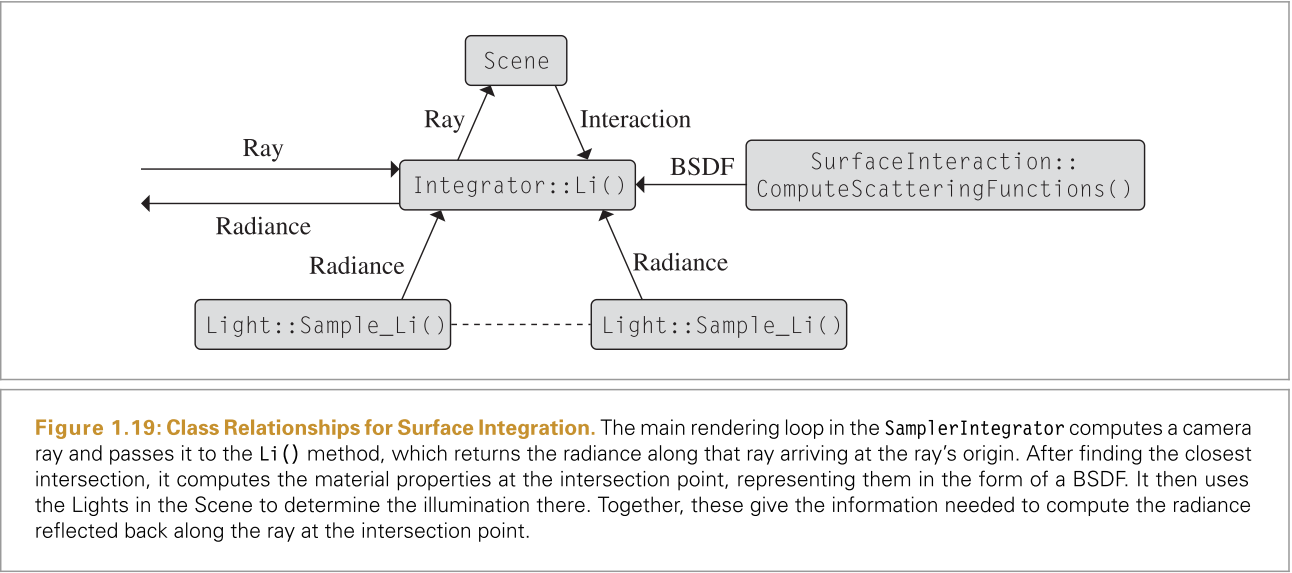 Scene
Ray
Interaction
Ray
BSDF
SurfaceInteraction::
ComputeScatteringFunctions()
Integrator::Li()
Radiance
Radiance
Radiance
Light::Sample_Li()
Light::Sample_Li()
Figure 1.19: Class Relationships for Surface Integration. The main rendering loop in the SamplerIntegrator computes a camera
ray and passes it to the Li() method, which returns the radiance along that ray arriving at the ray’s origin. After finding the closest
intersection, it computes the material properties at the intersection point, representing them in the form of a BSDF. It then uses
the Lights in the Scene to determine the illumination there. Together, these give the information needed to compute the radiance
reflected back along the ray at the intersection point.